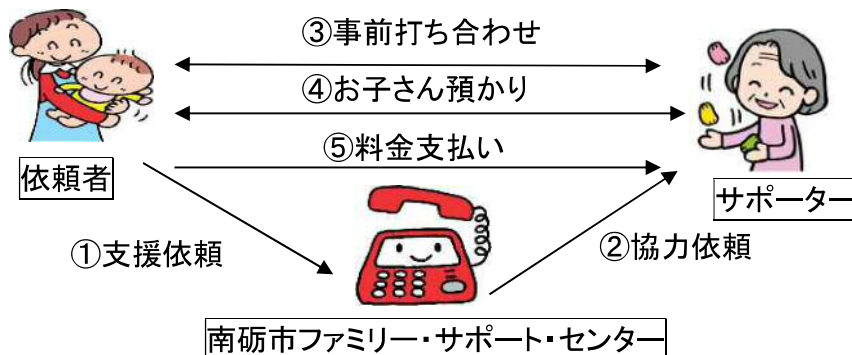 ③事前打ち合わせ
④お子さん預かり
⑤料金支払い
依頼者
サポーター
①支援依頼
②協力依頼
南砺市ファミリー・サポート・センター